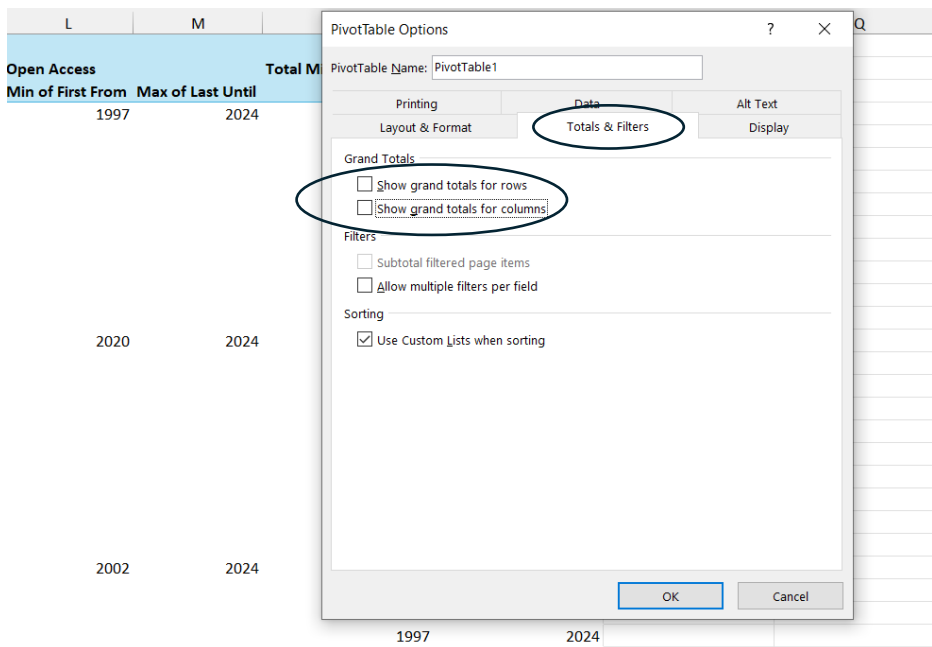 L M Q
PivotTable Options ?
Open Access Total Mi
PivotTable Name: PivotTable1
Min of First From Max of Last Until
1997 2024
Printing Data Alt Text
Layout & Format Totals & Filters Display
Grand Totals
Show grand totals for rows
Show grand totals for columns
Filters
Subtotal filtered page items
Allow multiple filters per field
Sorting
Use Custom Lists when sorting
2020 2024
2002 2024
OK Cancel
1997 2024